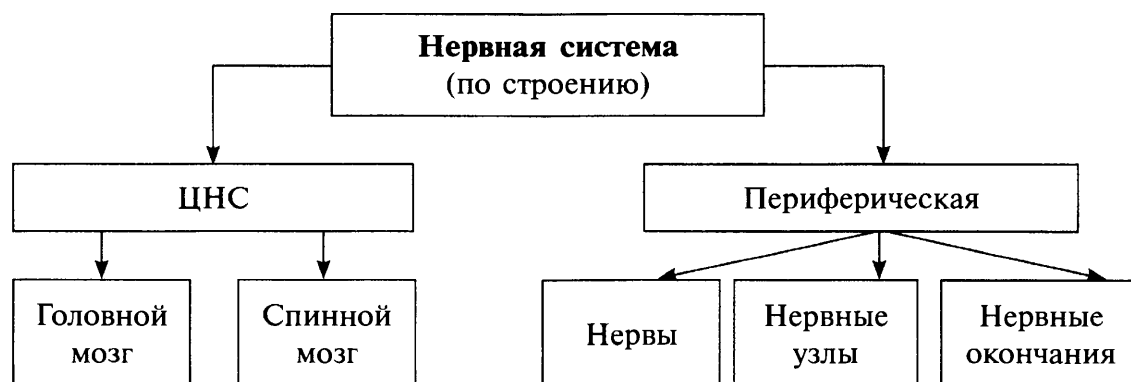 Нервная система
(по строению)
ЦНС
Периферическая
Головной
мозг
Спинной
мозг
Нервы
Нервные
узлы
Нервные
окончания